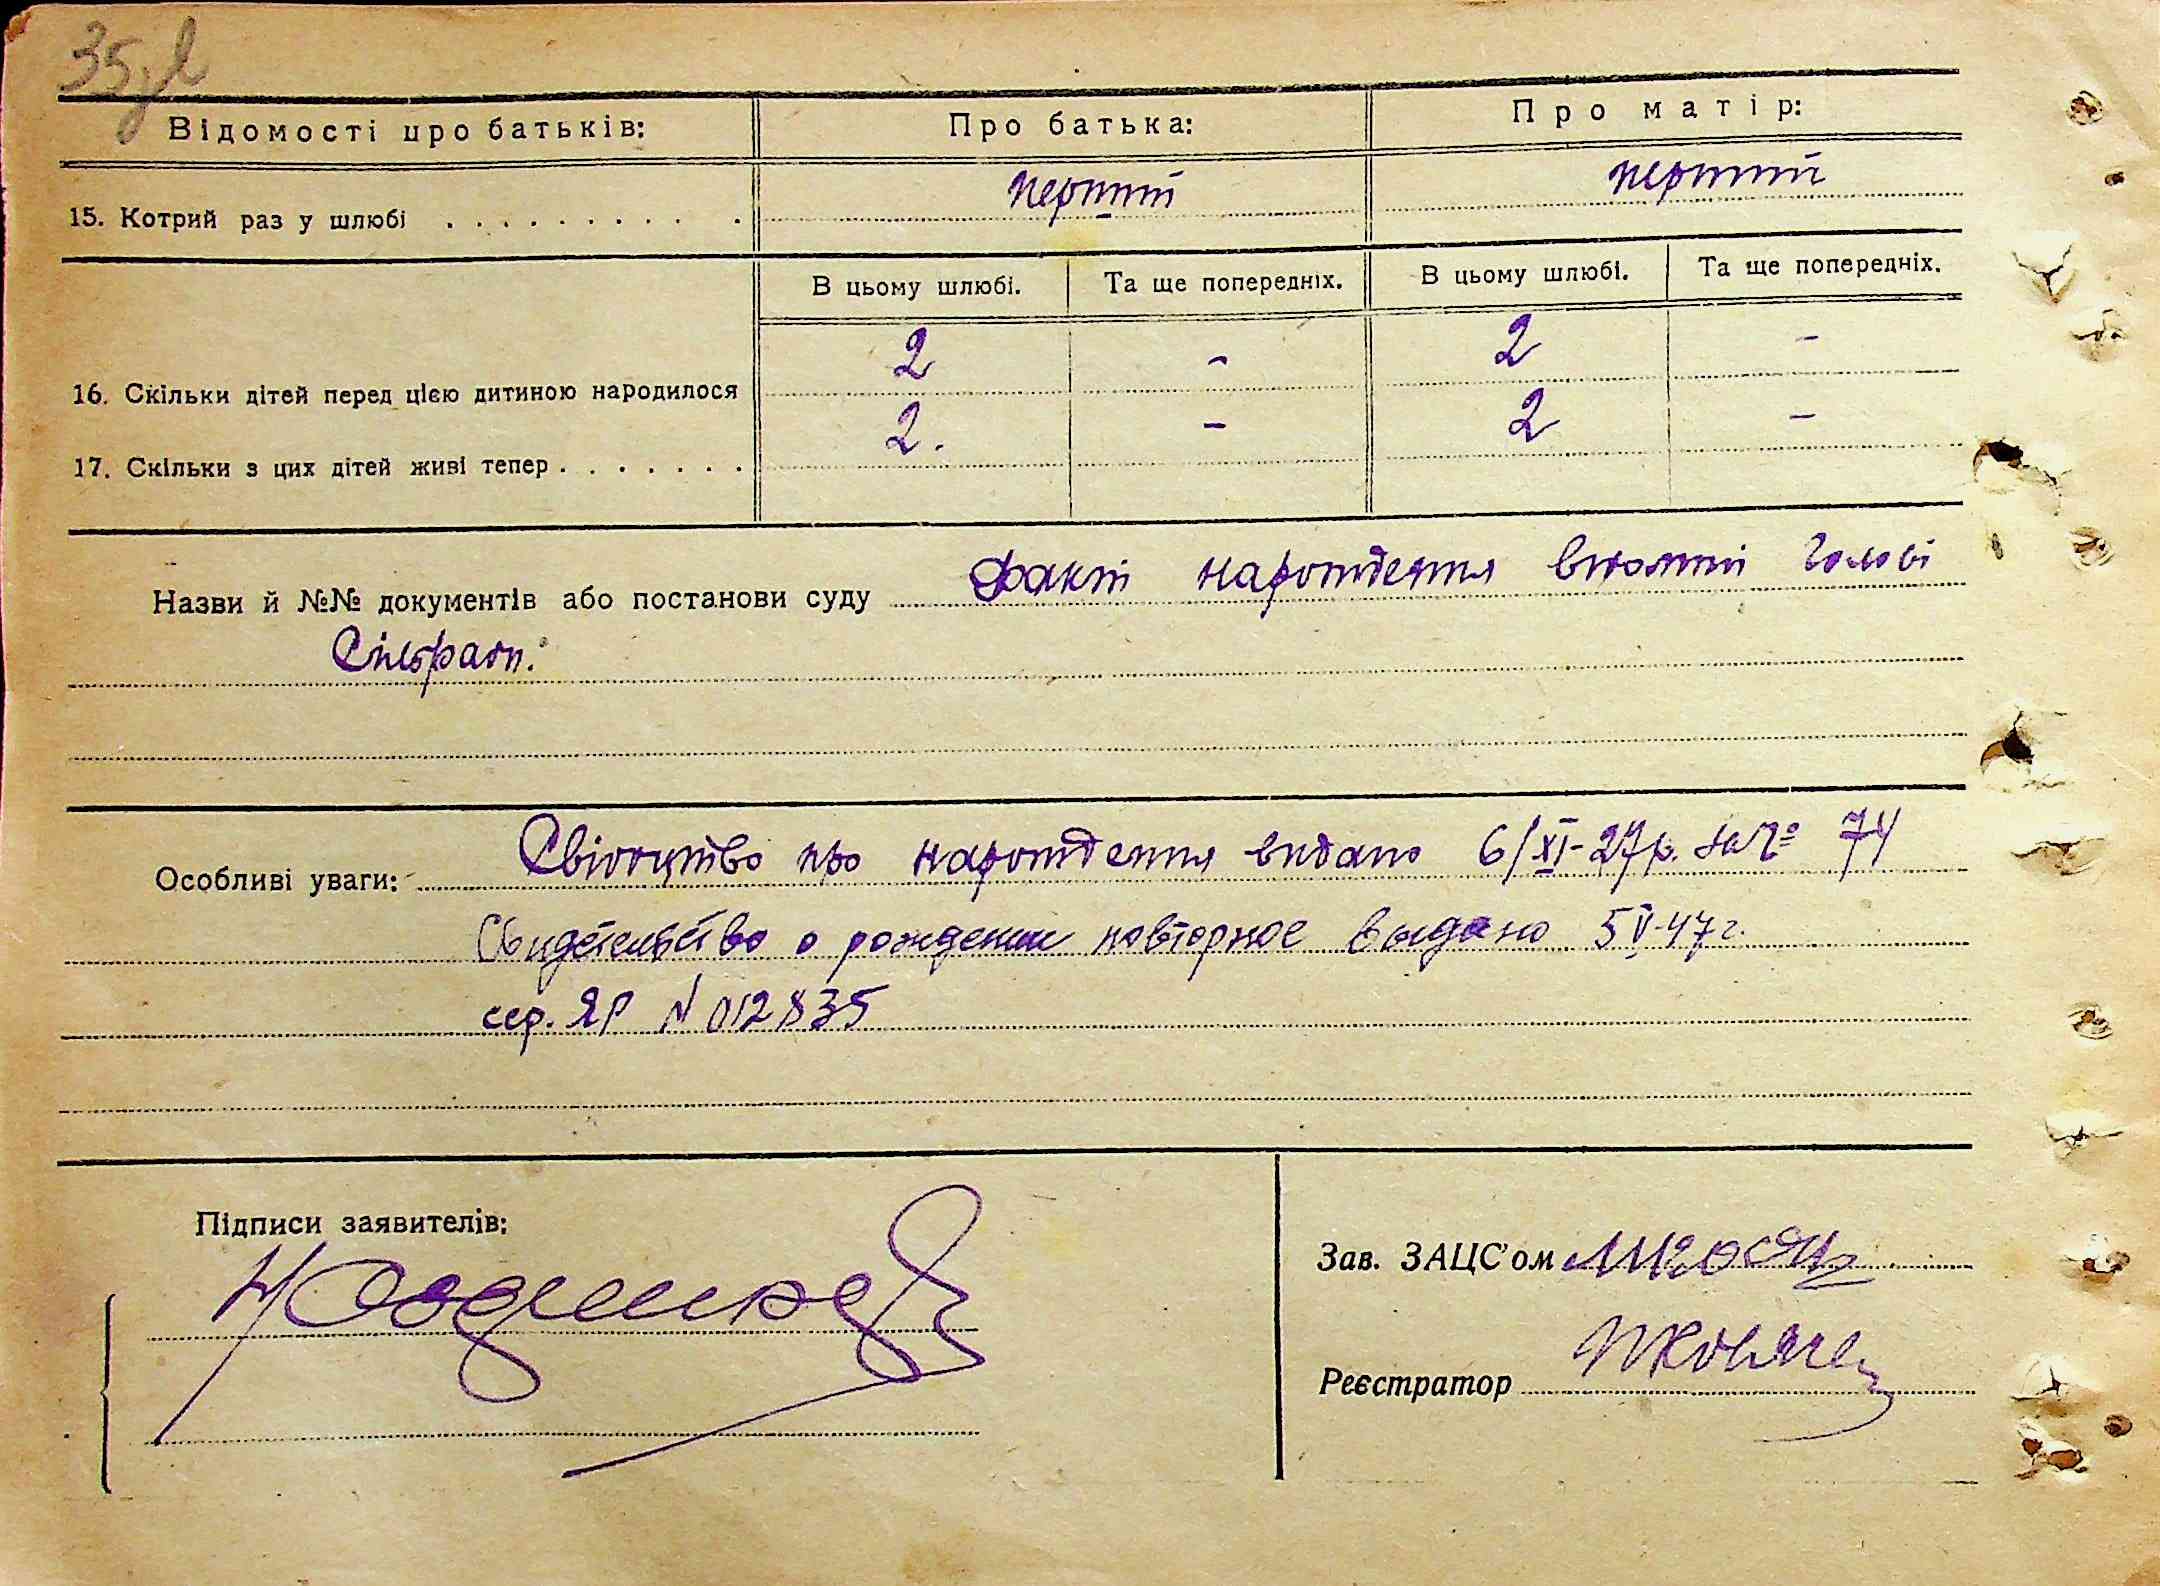 35
Відомості про батьків: Про батька: Про матір:
15. Котрий раз у шлюбі . . . . . . . . . . . перший перший
В цьому шлюбі. Та ще попередніх. В цьому шлюбі. Та ще попередніх.
16. Скільки дітей перед цією дитиною народилося 2 - 2 -
17. Скільки з цих дітей живі тепер . . . . . . . 2. - 2 -
Назви й №№ документів або постанови суду Факт народження відомий Голові
Сільради.
Особливі уваги: Свідоцтво про народження видано 6/XI-27р. за № 74
Свидетельство о рождении повторное выдано 5 V-47 г.
сер. ЯР N 012835
Підписи заявителів:
Зав. ЗАЦС'ом
Реєстратор